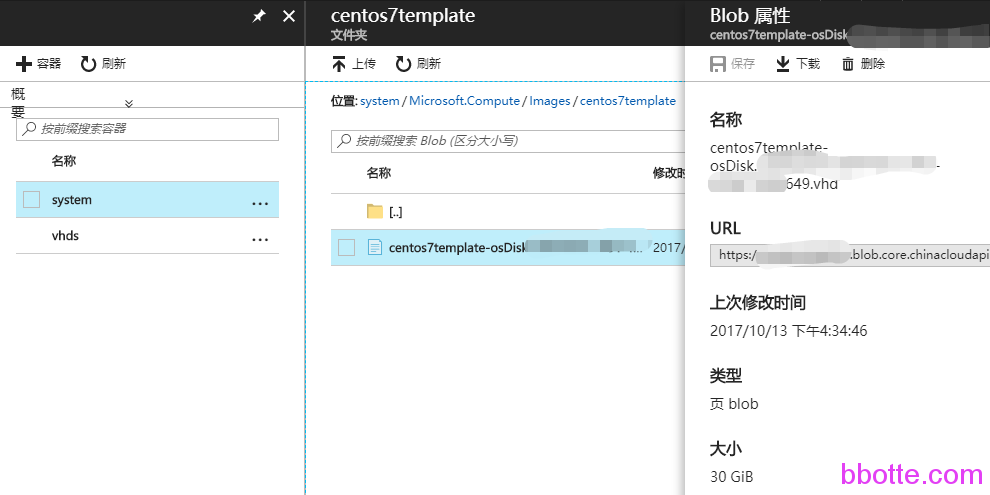 容器
刷新
概
要
按前缀搜索容器
名称
system
...
vhds
...
centos7template
文件夹
上传
刷新
位置: system / Microsoft.Compute / Images / centos7template
按前缀搜索 Blob (区分大小写)
名称 修改时
[..]
centos7template-osDisk ... 2017/
Blob 属性
centos7template-osDisk
保存 下载 删除
名称
centos7template-
osDisk. -
649.vhd
URL
https:/ .blob.core.chinacloudapi
上次修改时间
2017/10/13 下午4:34:46
类型
页 blob
大小
30 GiB
bbotte.com